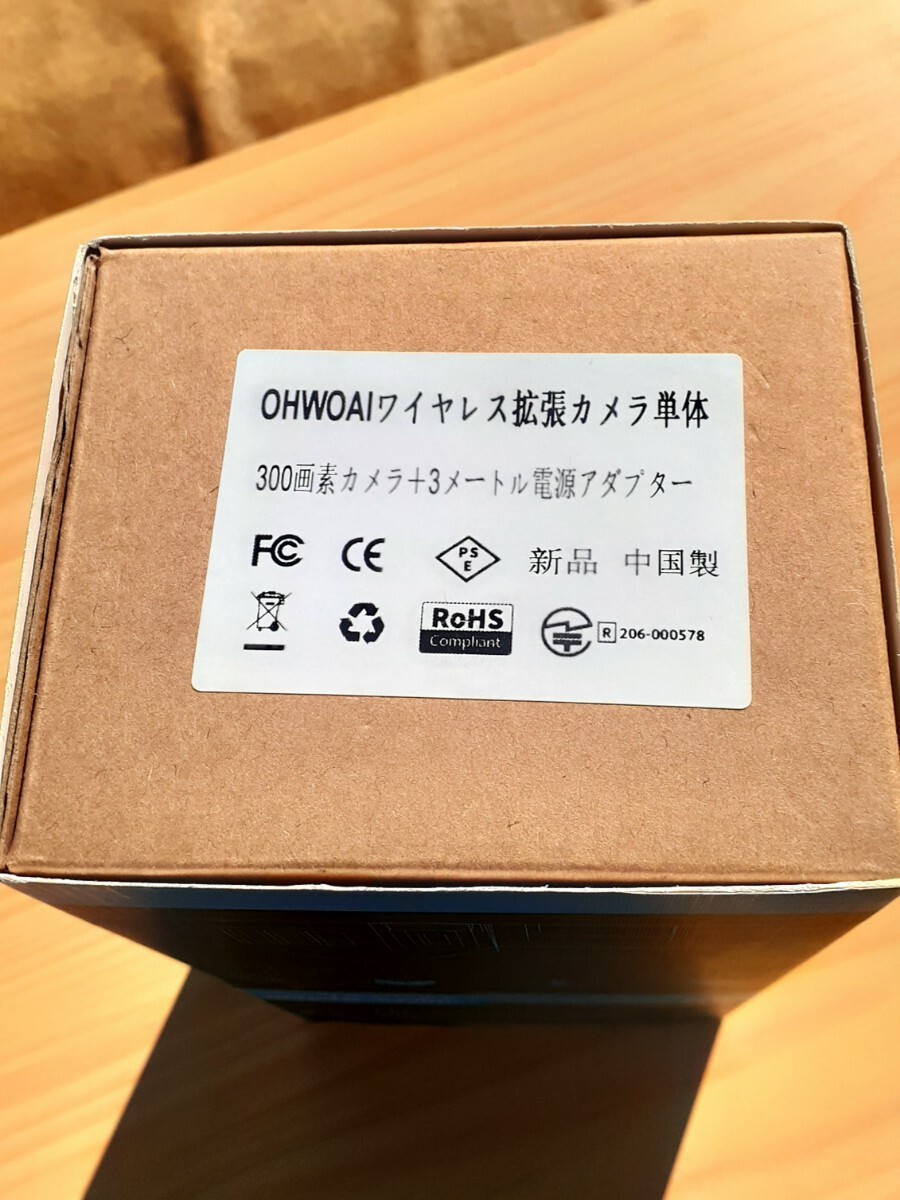 OHWOAIワイヤレス拡張カメラ単体
300画素カメラ+3メートル電源アダプター
FC CE PSE 新品 中国製
RoHS
Compliant
R 206-000578